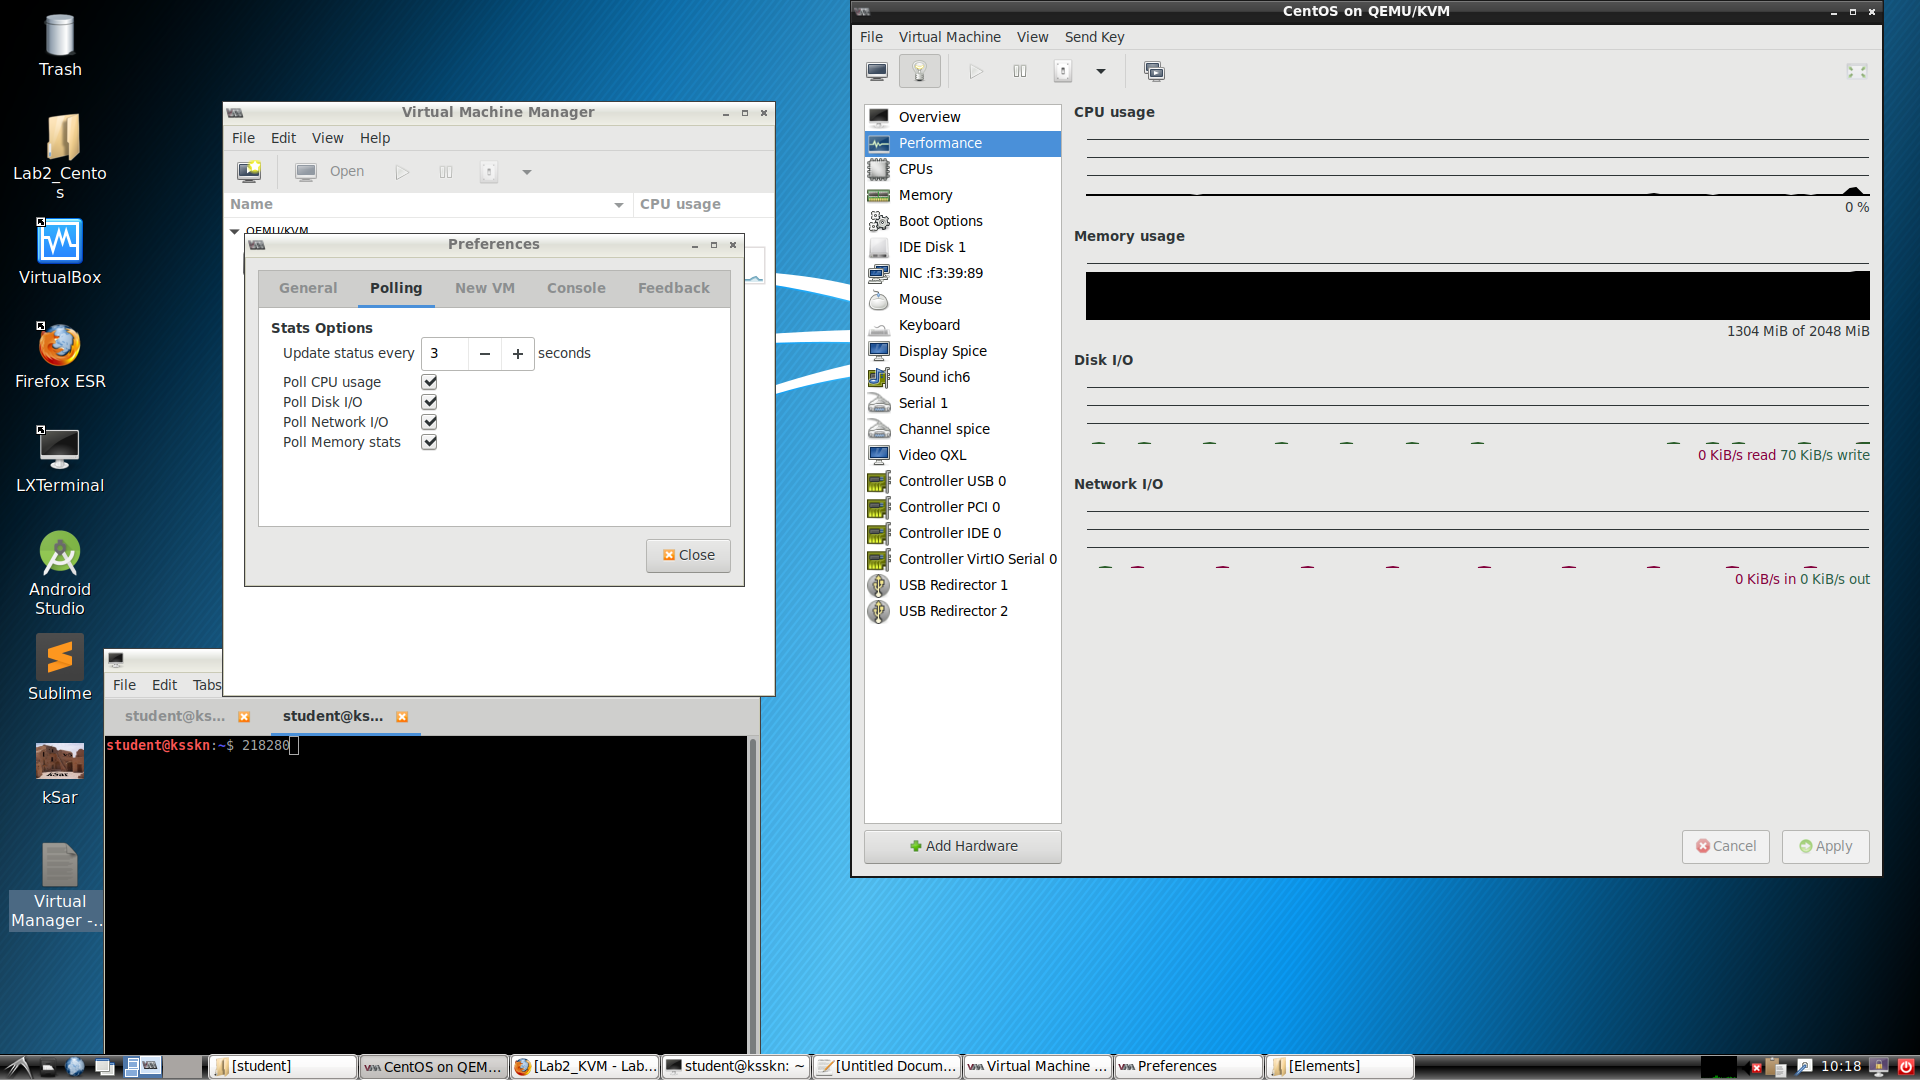 Trash
Lab2_Cento
s
VirtualBox
Firefox ESR
LXTerminal
Android
Studio
Sublime
kSar
Virtual
Manager -...
Virtual Machine Manager
File Edit View Help
Open
Name CPU usage
QEMU/KVM
Preferences
General Polling New VM Console Feedback
Stats Options
Update status every 3 seconds
Poll CPU usage
Poll Disk I/O
Poll Network I/O
Poll Memory stats
Close
File Edit Tabs
student@ks... student@ks...
student@ksskn:~$ 218280
CentOS on QEMU/KVM
File Virtual Machine View Send Key
Overview
Performance
CPUs
Memory
Boot Options
IDE Disk 1
NIC :f3:39:89
Mouse
Keyboard
Display Spice
Sound ich6
Serial 1
Channel spice
Video QXL
Controller USB 0
Controller PCI 0
Controller IDE 0
Controller VirtIO Serial 0
USB Redirector 1
USB Redirector 2
Add Hardware
CPU usage
0 %
Memory usage
1304 MiB of 2048 MiB
Disk I/O
0 KiB/s read 70 KiB/s write
Network I/O
0 KiB/s in 0 KiB/s out
Cancel Apply
[student] CentOS on QEM... [Lab2_KVM - Lab... student@ksskn: ~ [Untitled Docum... Virtual Machine ... Preferences [Elements] 10:18